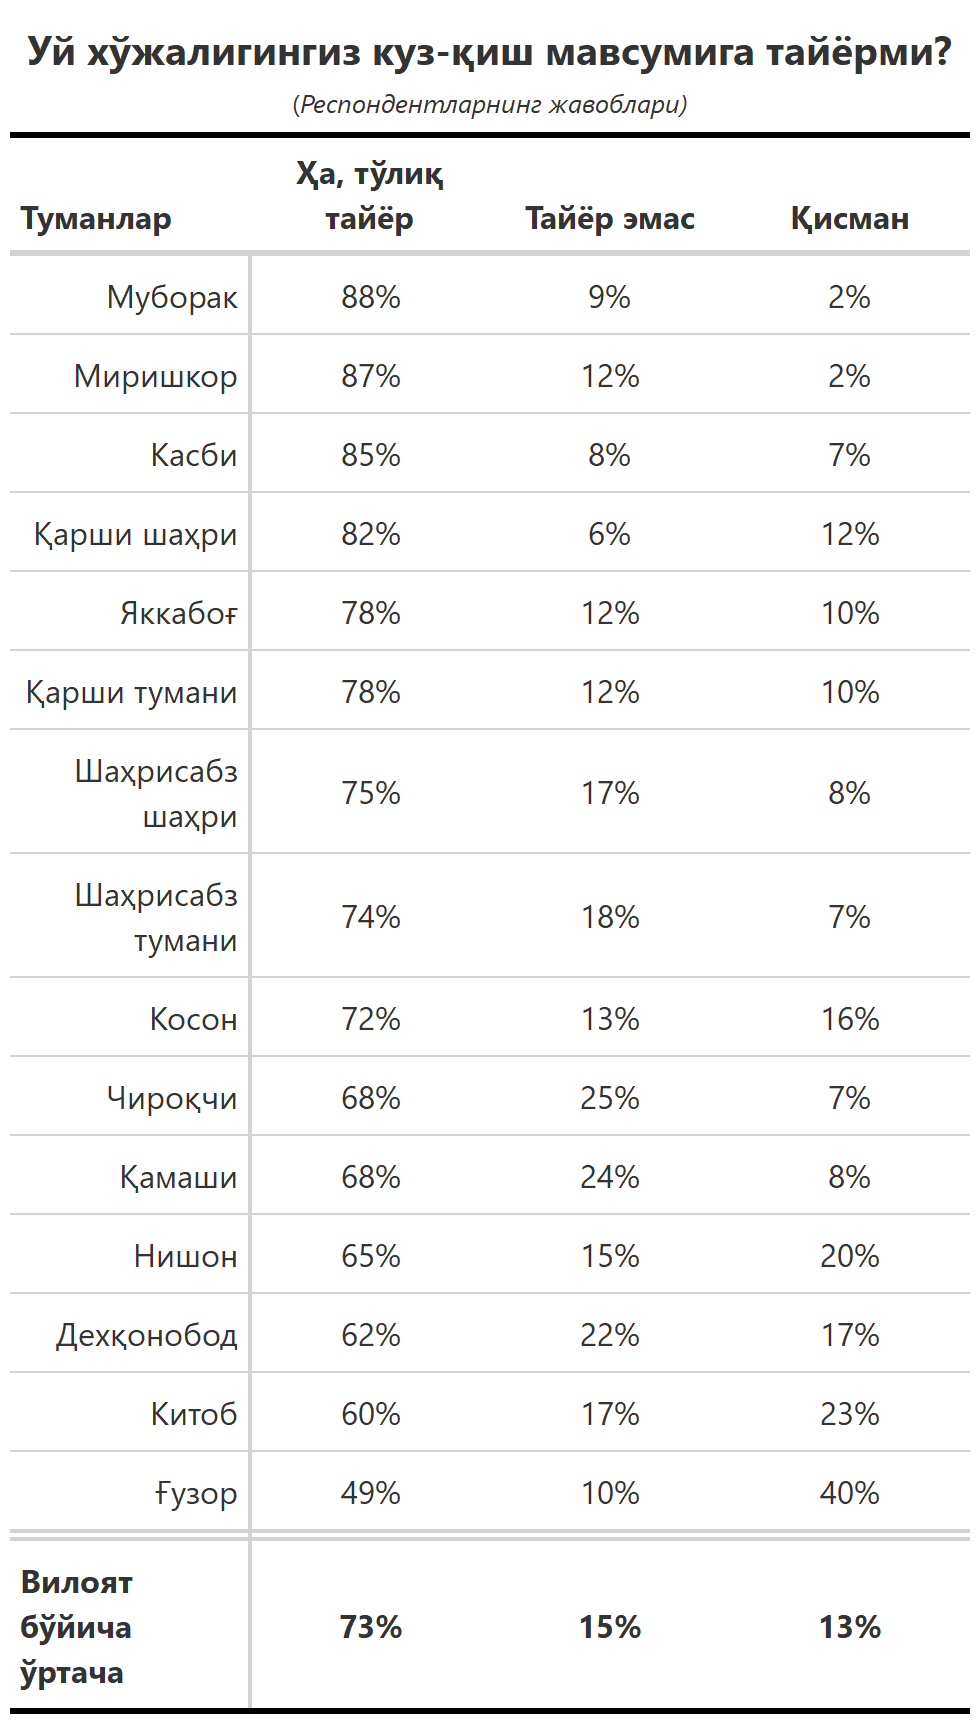 Уй хўжалигингиз куз-қиш мавсумига тайёрми?
(Респондентларнинг жавоблари)
Туманлар Ҳа, тўлиқ тайёр Тайёр эмас Қисман
Муборак 88% 9% 2%
Миришкор 87% 12% 2%
Касби 85% 8% 7%
Қарши шаҳри 82% 6% 12%
Яккабоғ 78% 12% 10%
Қарши тумани 78% 12% 10%
Шаҳрисабз
шаҳри 75% 17% 8%
Шаҳрисабз
тумани 74% 18% 7%
Косон 72% 13% 16%
Чироқчи 68% 25% 7%
Қамаши 68% 24% 8%
Нишон 65% 15% 20%
Дехқонобод 62% 22% 17%
Китоб 60% 17% 23%
Ғузор 49% 10% 40%
Вилоят
бўйича 73% 15% 13%
ўртача